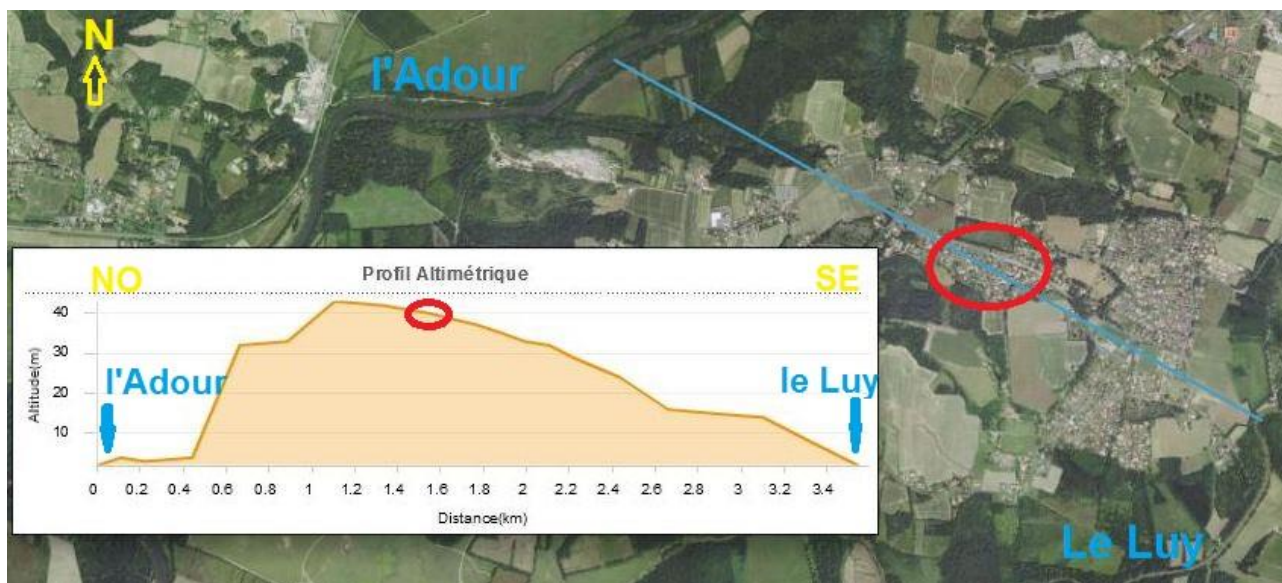 N
l'Adour
NO
Profil Altimétrique
SE
40
30
20
10
Altitude(m)
l'Adour
le Luy
0 0.2 0.4 0.6 0.8 1 1.2 1.4 1.6 1.8 2 2.2 2.4 2.6 2.8 3 3.2 3.4
Distance(km)
Le Luy